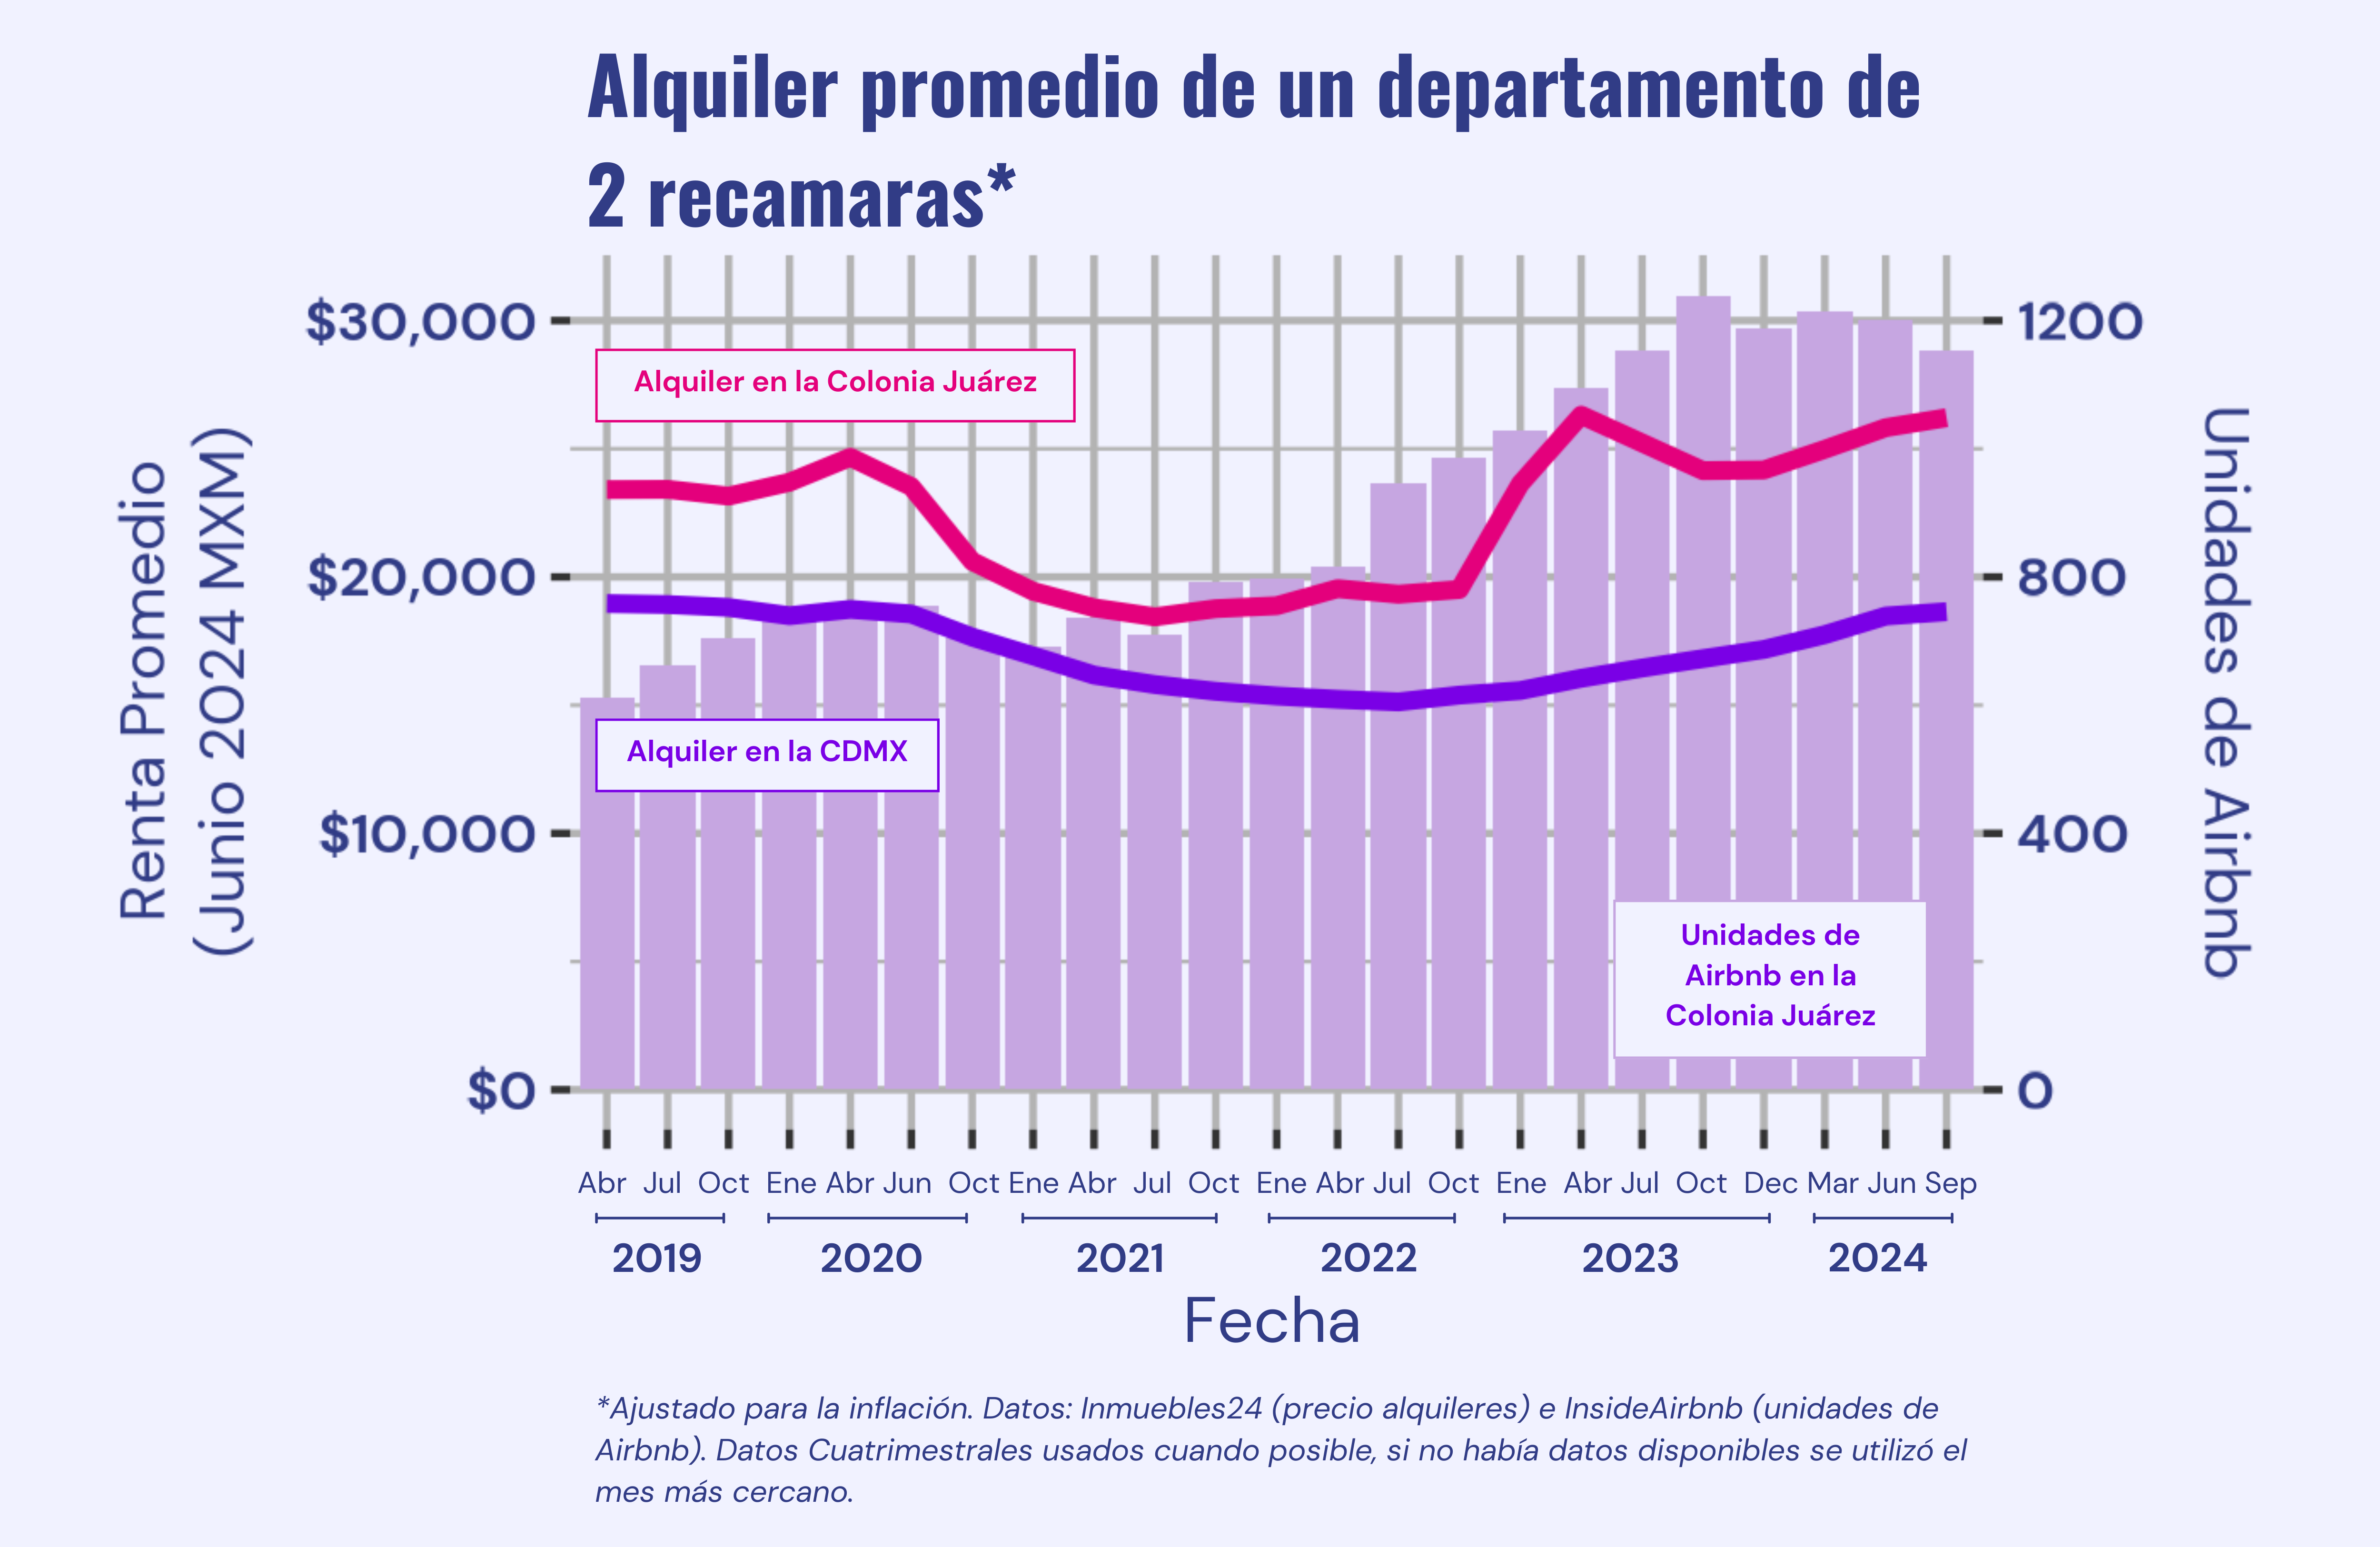 Alquiler promedio de un departamento de
2 recamaras*
Renta Promedio
(Junio 2024 MXM)
$30,000
$20,000
$10,000
$0
Alquiler en la Colonia Juárez
Alquiler en la CDMX
Unidades de
Airbnb en la
Colonia Juárez
1200
800
400
0
Unidades de Airbnb
Abr Jul Oct Ene Abr Jun Oct Ene Abr Jul Oct Ene Abr Jul Oct Ene Abr Jul Oct Dec Mar Jun Sep
2019 2020 2021 2022 2023 2024
Fecha
*Ajustado para la inflación. Datos: Inmuebles24 (precio alquileres) e InsideAirbnb (unidades de
Airbnb). Datos Cuatrimestrales usados cuando posible, si no había datos disponibles se utilizó el
mes más cercano.